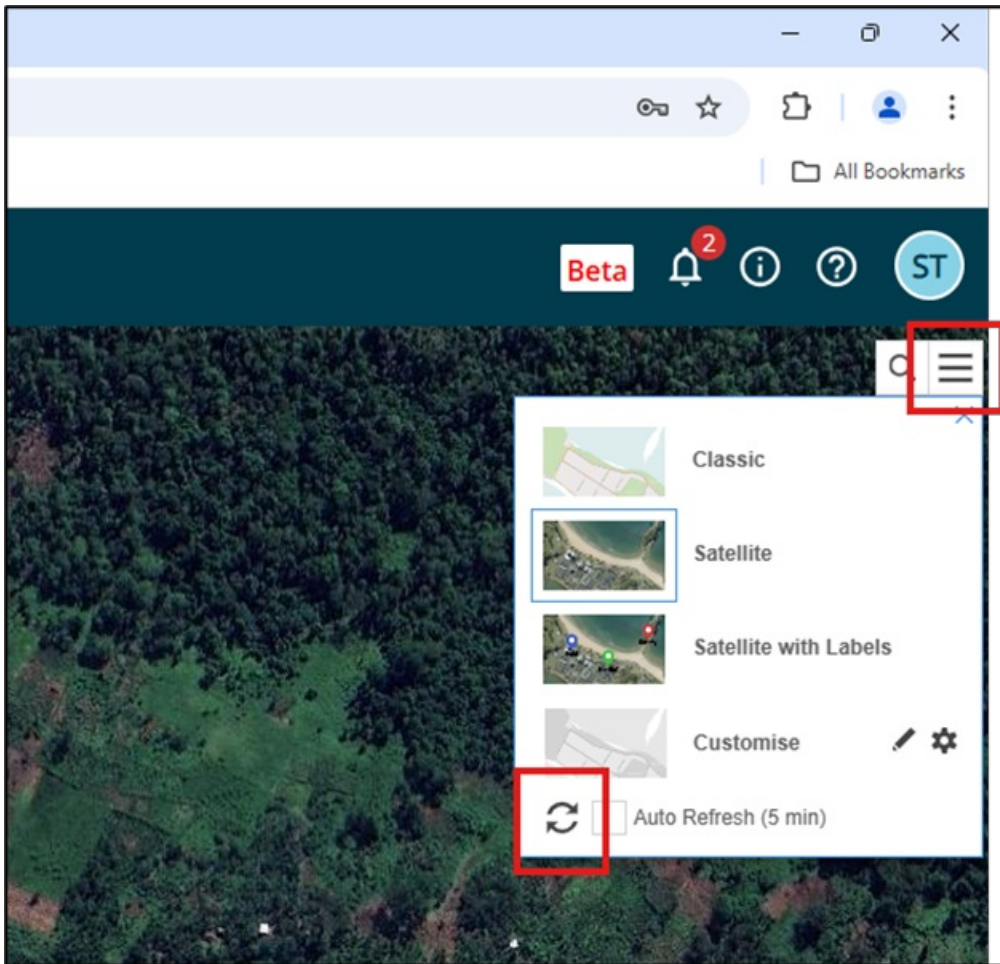 All Bookmarks
Beta
2
ST
Classic
Satellite
Satellite with Labels
Customise
Auto Refresh (5 min)